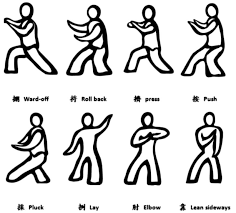 掤 Ward-off 捋 Roll back 擠 press 按 Push
採 Pluck 挒 Lay 肘 Elbow 靠 Lean sideways